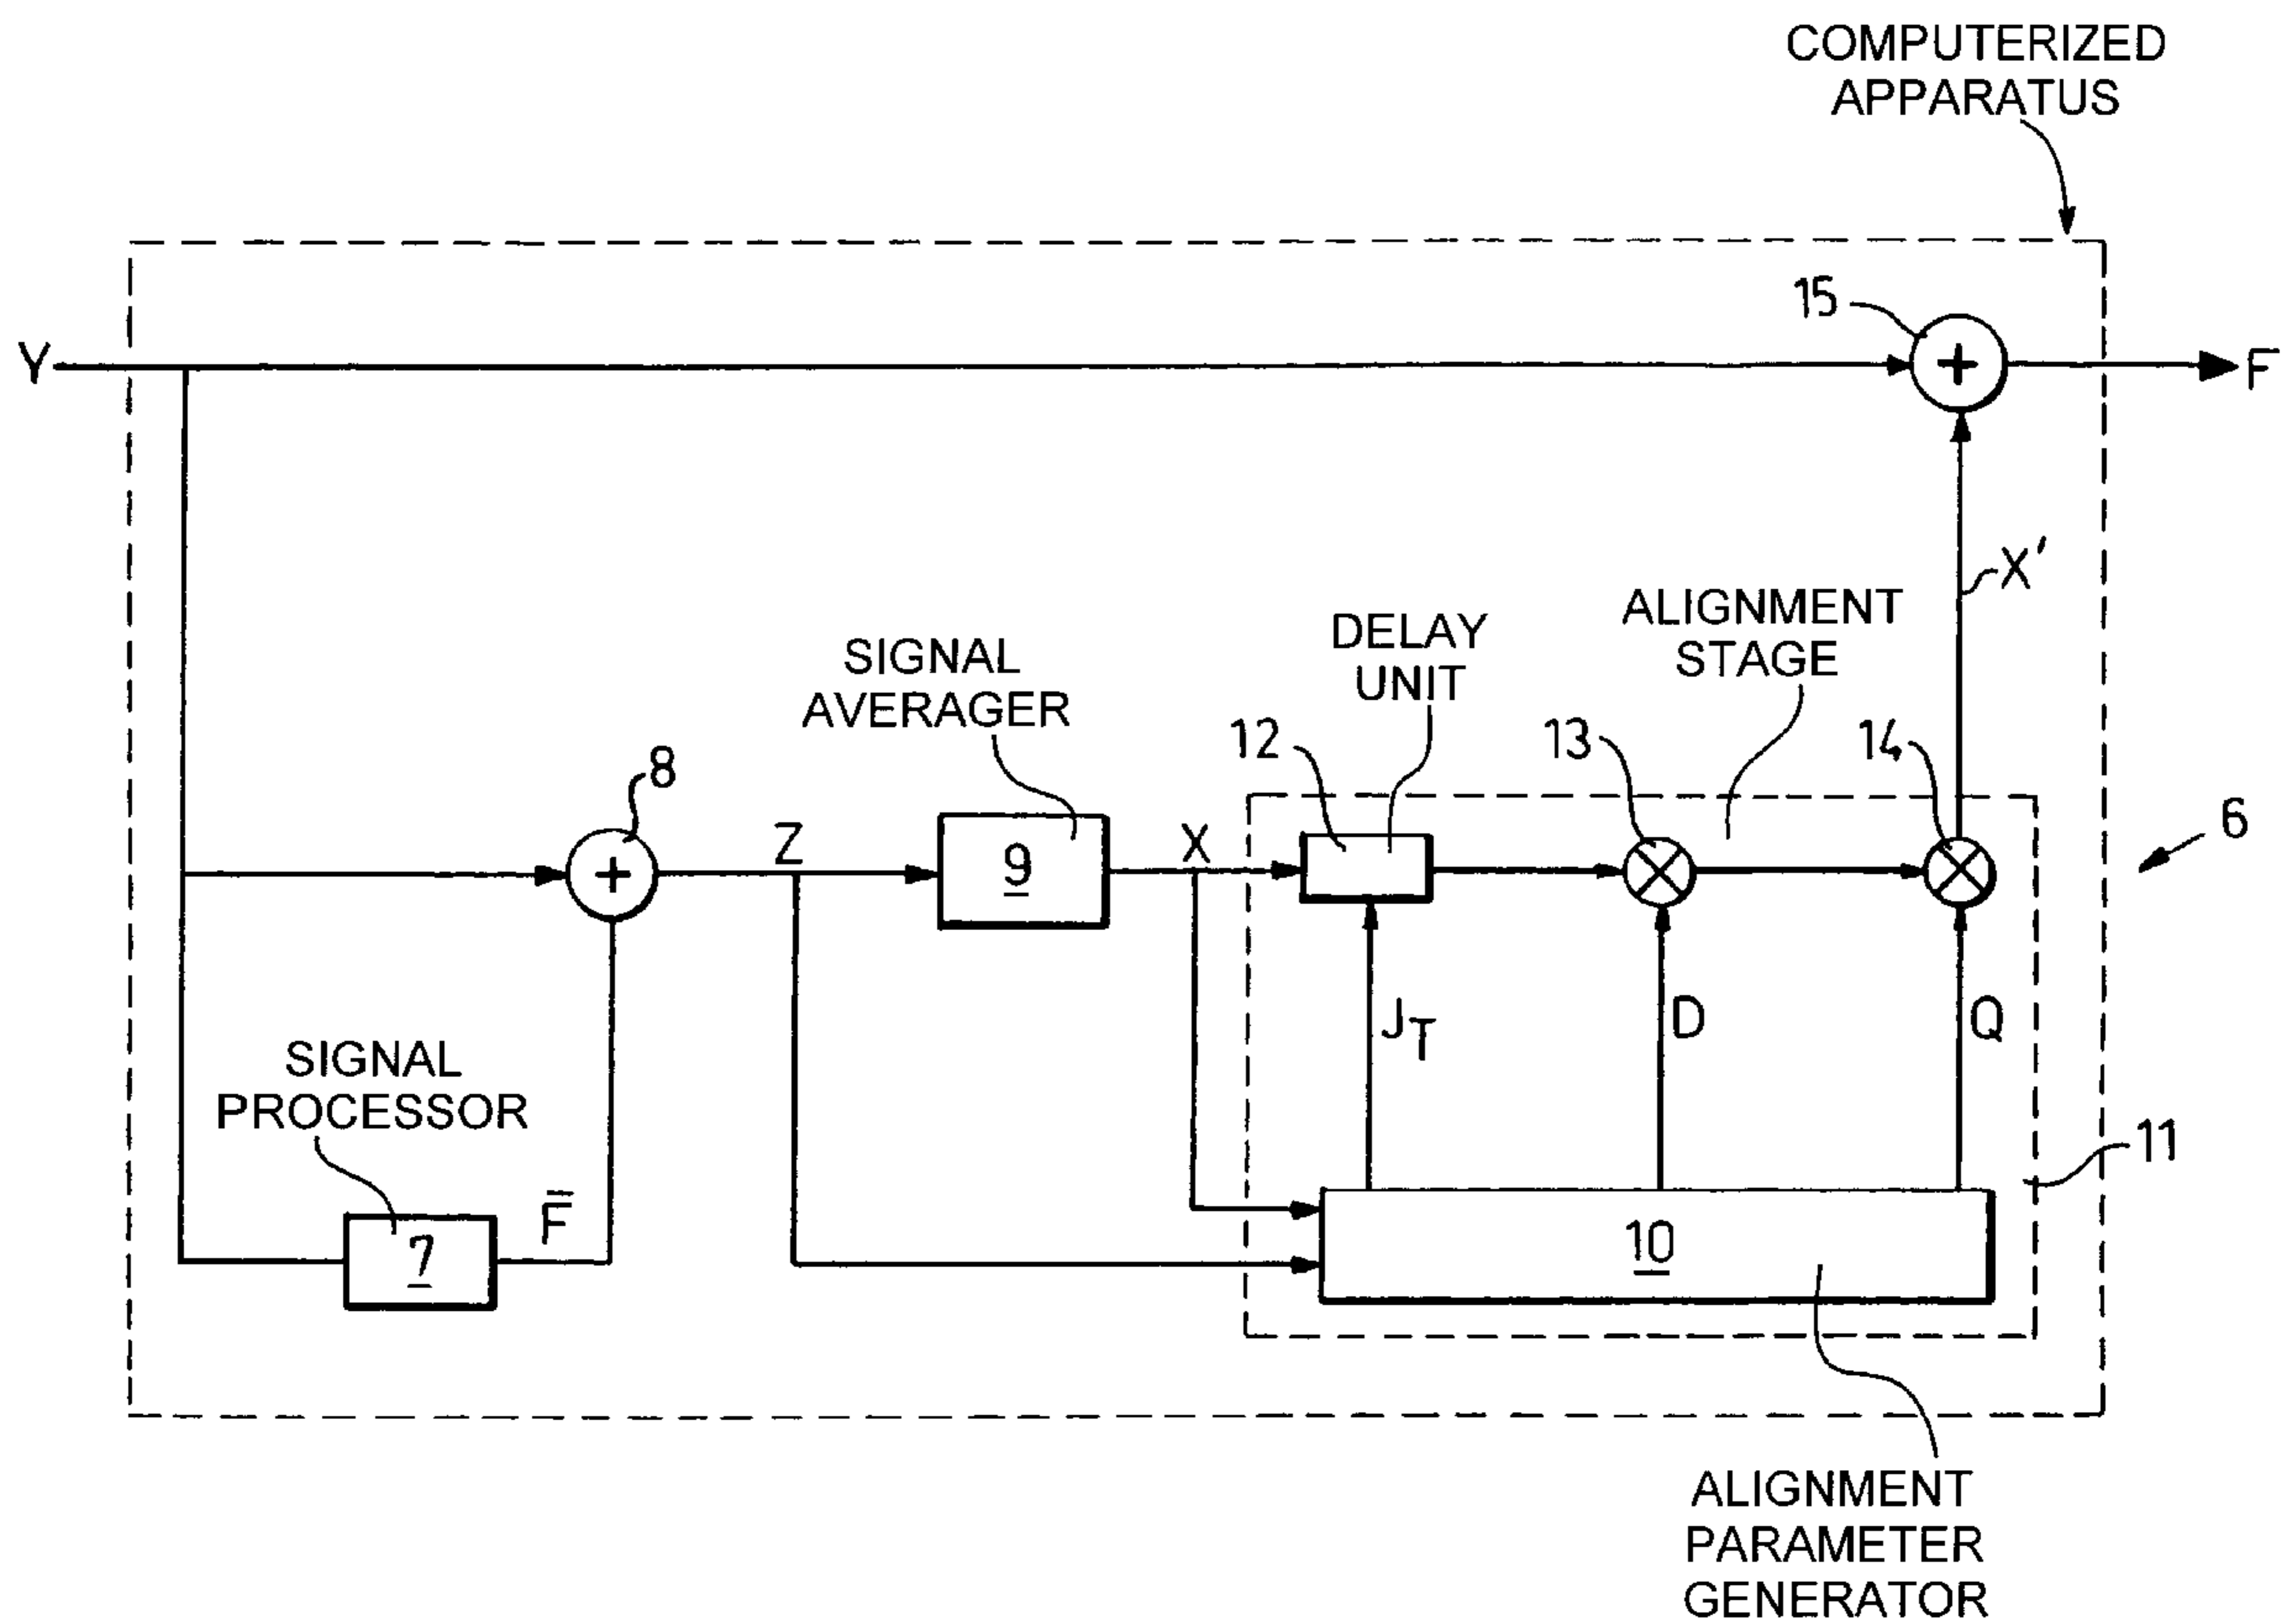 COMPUTERIZED
APPARATUS
15
Y
F
X'
ALIGNMENT
STAGE
DELAY
UNIT
SIGNAL
AVERAGER
12
13
14
8
Z
9
X
6
J_T
D
Q
SIGNAL
PROCESSOR
F̅
7
10
11
ALIGNMENT
PARAMETER
GENERATOR